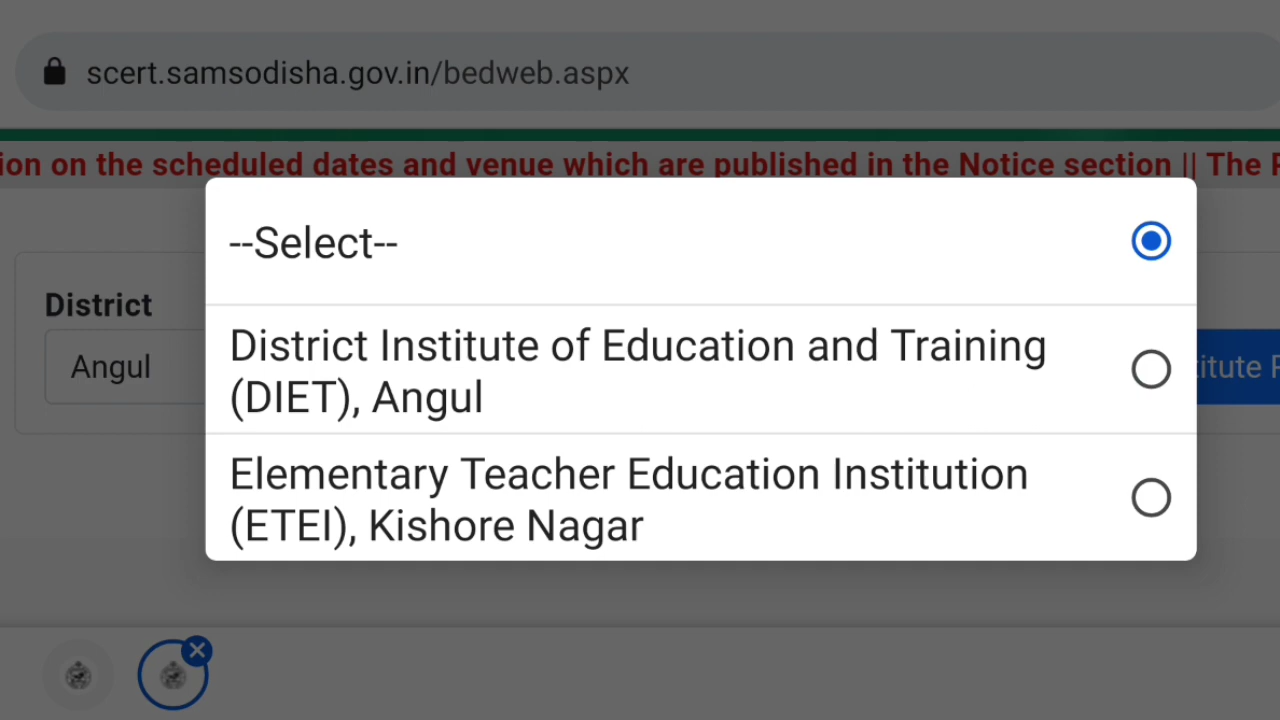 scert.samsodisha.gov.in/bedweb.aspx
ion on the scheduled dates and venue which are published in the Notice section || The
--Select--
District
District Institute of Education and Training
(DIET), Angul
Angul
itute
Elementary Teacher Education Institution
(ETEI), Kishore Nagar